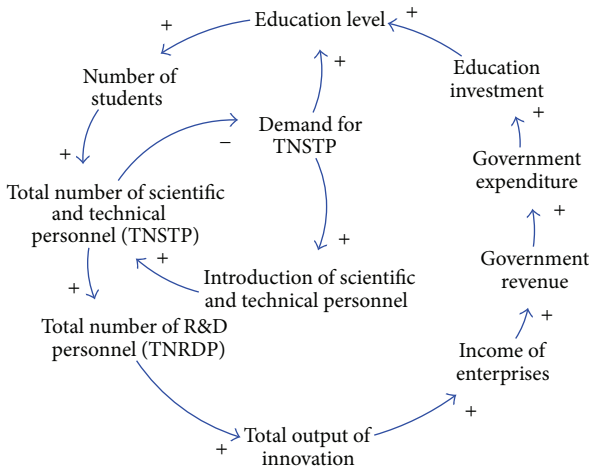 Education level
+
+
Number of
students
+
Education
investment
+
Demand for
TNSTP
+
−
+
Total number of scientific
and technical
personnel (TNSTP)
Government
expenditure
+
+
+
Introduction of scientific
and technical personnel
Government
revenue
+
+
Total number of R&D
personnel (TNRDP)
Income of
enterprises
+
+
Total output of
innovation